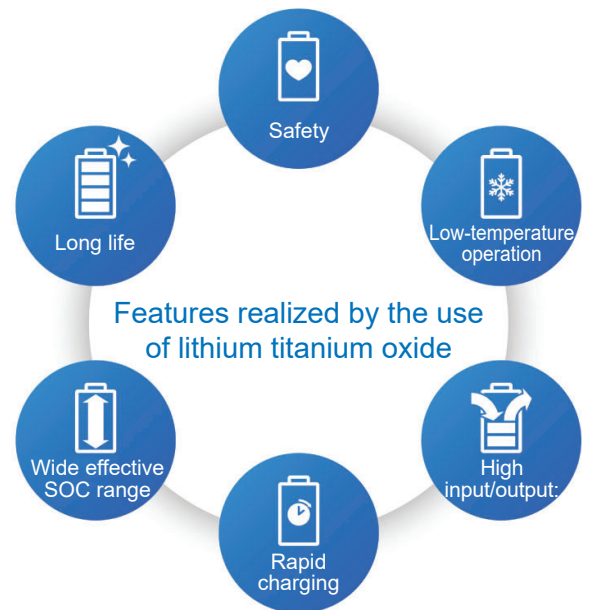 Safety
Long life
Low-temperature
operation
Features realized by the use
of lithium titanium oxide
Wide effective
SOC range
High
input/output:
Rapid
charging